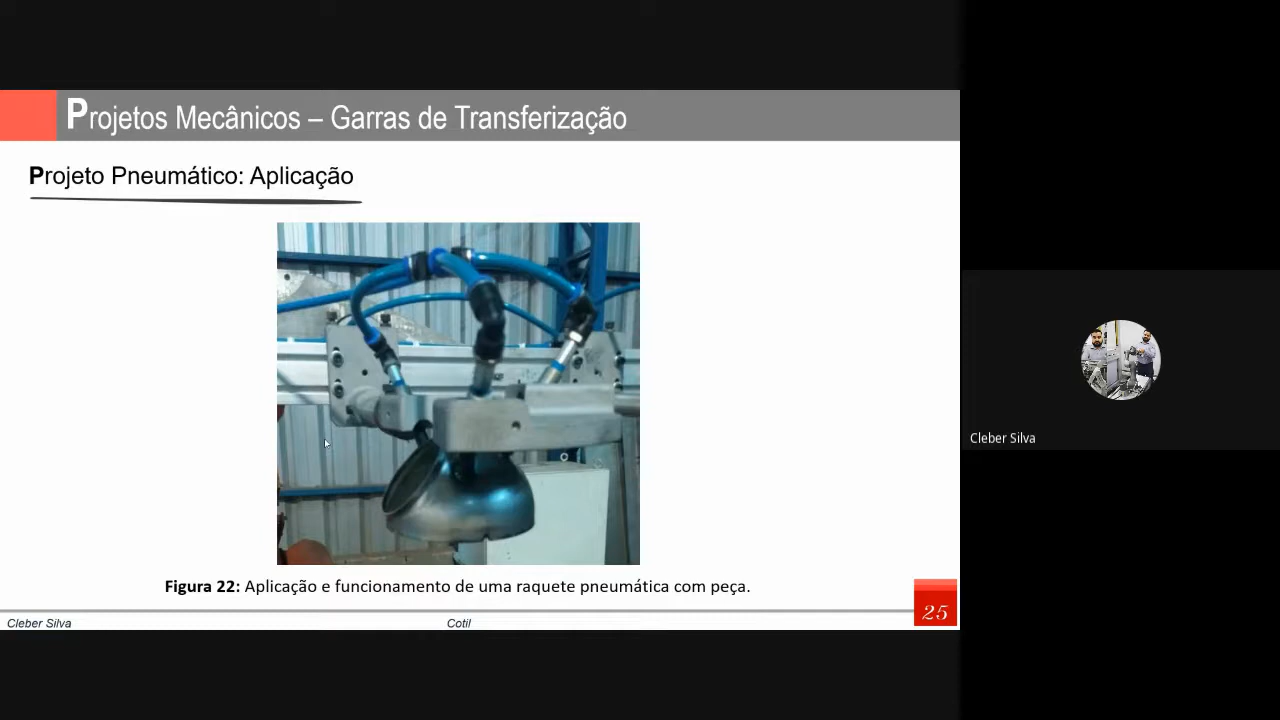 Projetos Mecânicos – Garras de Transferização
Projeto Pneumático: Aplicação
Figura 22: Aplicação e funcionamento de uma raquete pneumática com peça.
25
Cleber Silva
Cotil
Cleber Silva